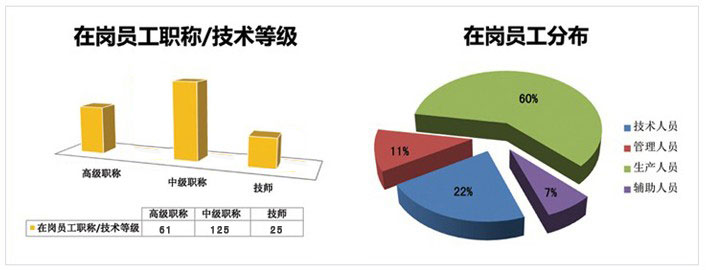 在岗员工职称/技术等级
高级职称
中级职称
技师
高级职称 中级职称 技师
在岗员工职称/技术等级 61 125 25
在岗员工分布
60%
11%
22%
7%
技术人员
管理人员
生产人员
辅助人员